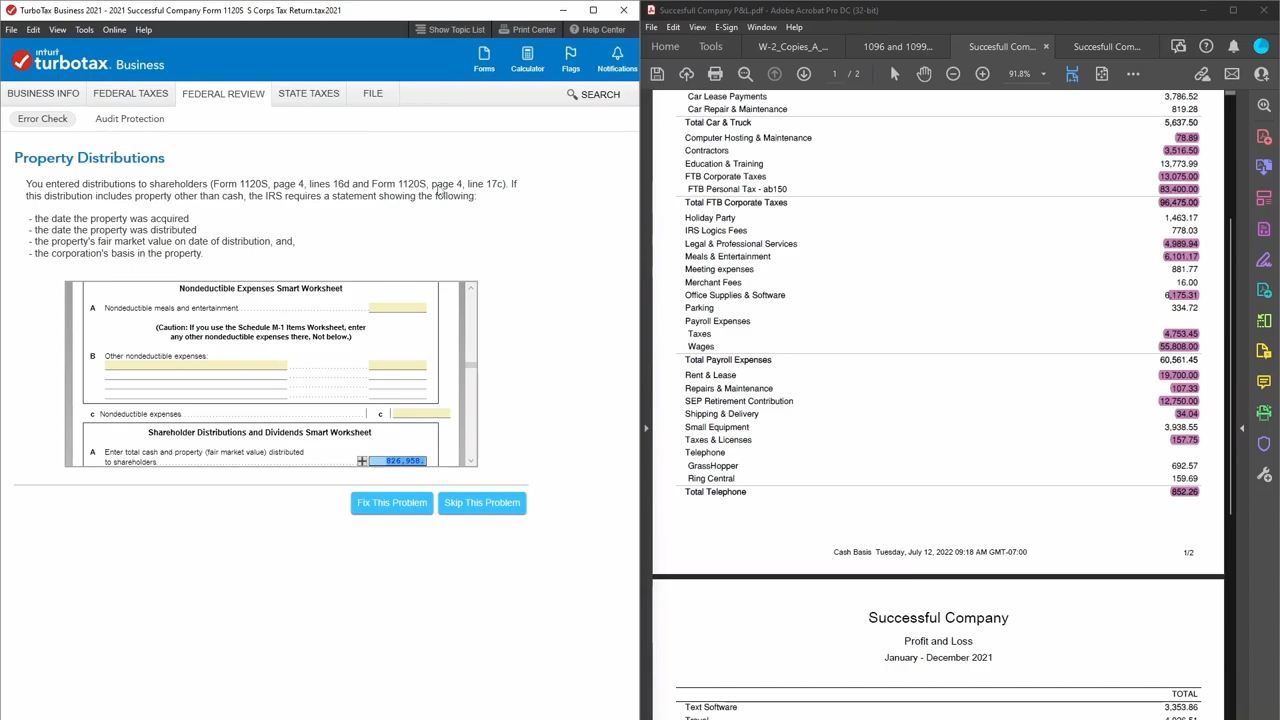 TurboTax Business 2021 - 2021 Successful Company Form 1120S S Corps Tax Return.tax2021
File Edit View Tools Online Help
Show Topic List Print Center Help Center
intuit
turbotax. Business
Forms Calculator Flags Notifications
BUSINESS INFO FEDERAL TAXES FEDERAL REVIEW STATE TAXES FILE SEARCH
Error Check Audit Protection
Property Distributions
You entered distributions to shareholders (Form 1120S, page 4, lines 16d and Form 1120S, page 4, line 17c). If
this distribution includes property other than cash, the IRS requires a statement showing the following:
- the date the property was acquired
- the date the property was distributed
- the property's fair market value on date of distribution, and,
- the corporation's basis in the property.
Nondeductible Expenses Smart Worksheet
A Nondeductible meals and entertainment
(Caution: If you use the Schedule M-1 Items Worksheet, enter
any other nondeductible expenses there, Not below.)
B Other nondeductible expenses:
c Nondeductible expenses c
Shareholder Distributions and Dividends Smart Worksheet
A Enter total cash and property (fair market value) distributed
to shareholders 826,958.
Fix This Problem Skip This Problem
Succesfull Company P&L.pdf - Adobe Acrobat Pro DC (32-bit)
File Edit View E-Sign Window Help
Home Tools W-2_Copies_A_... 1096 and 1099... Succesfull Com... × Succesfull Com...
1 / 2 91.8%
Car Lease Payments 3,786.52
Car Repair & Maintenance 819.28
Total Car & Truck 5,637.50
Computer Hosting & Maintenance 78.89
Contractors 3,516.50
Education & Training 13,773.99
FTB Corporate Taxes 13,075.00
FTB Personal Tax - ab150 83,400.00
Total FTB Corporate Taxes 96,475.00
Holiday Party 1,463.17
IRS Logics Fees 778.03
Legal & Professional Services 4,989.94
Meals & Entertainment 6,101.17
Meeting expenses 881.77
Merchant Fees 16.00
Office Supplies & Software 6,175.31
Parking 334.72
Payroll Expenses
Taxes 4,753.45
Wages 55,808.00
Total Payroll Expenses 60,561.45
Rent & Lease 19,700.00
Repairs & Maintenance 107.33
SEP Retirement Contribution 12,750.00
Shipping & Delivery 34.04
Small Equipment 3,938.55
Taxes & Licenses 157.75
Telephone
GrassHopper 692.57
Ring Central 159.69
Total Telephone 852.26
Cash Basis Tuesday, July 12, 2022 09:18 AM GMT-07:00 1/2
Successful Company
Profit and Loss
January - December 2021
TOTAL
Text Software 3,353.86